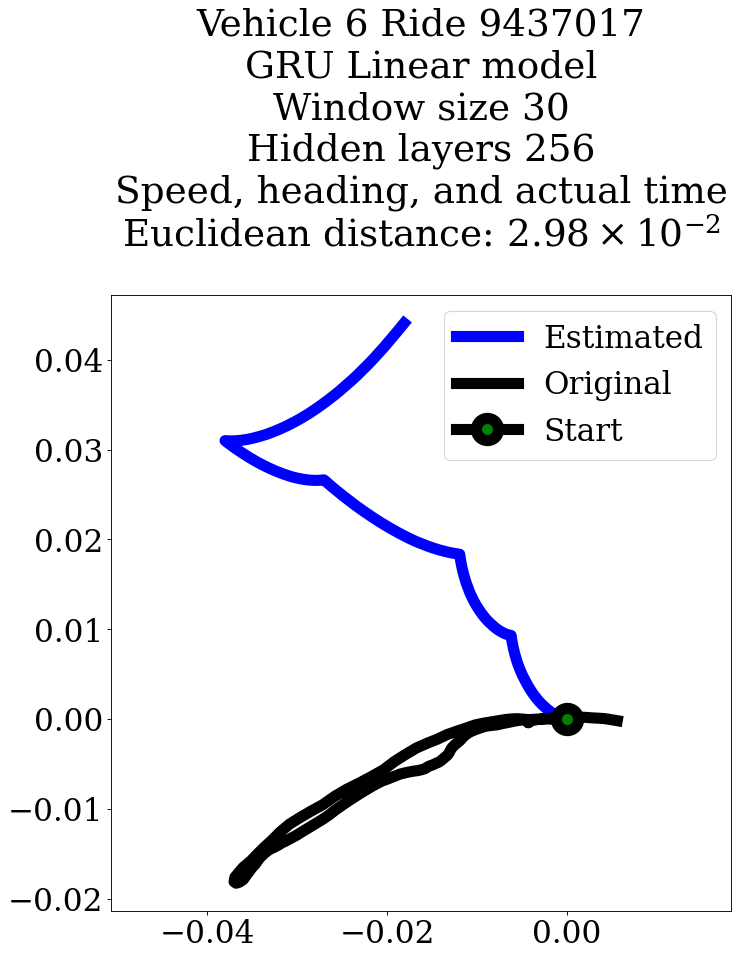 Vehicle 6 Ride 9437017
GRU Linear model
Window size 30
Hidden layers 256
Speed, heading, and actual time
Euclidean distance: 2.98 × 10⁻²
Estimated
Original
Start
0.04
0.03
0.02
0.01
0.00
−0.01
−0.02
−0.04 −0.02 0.00